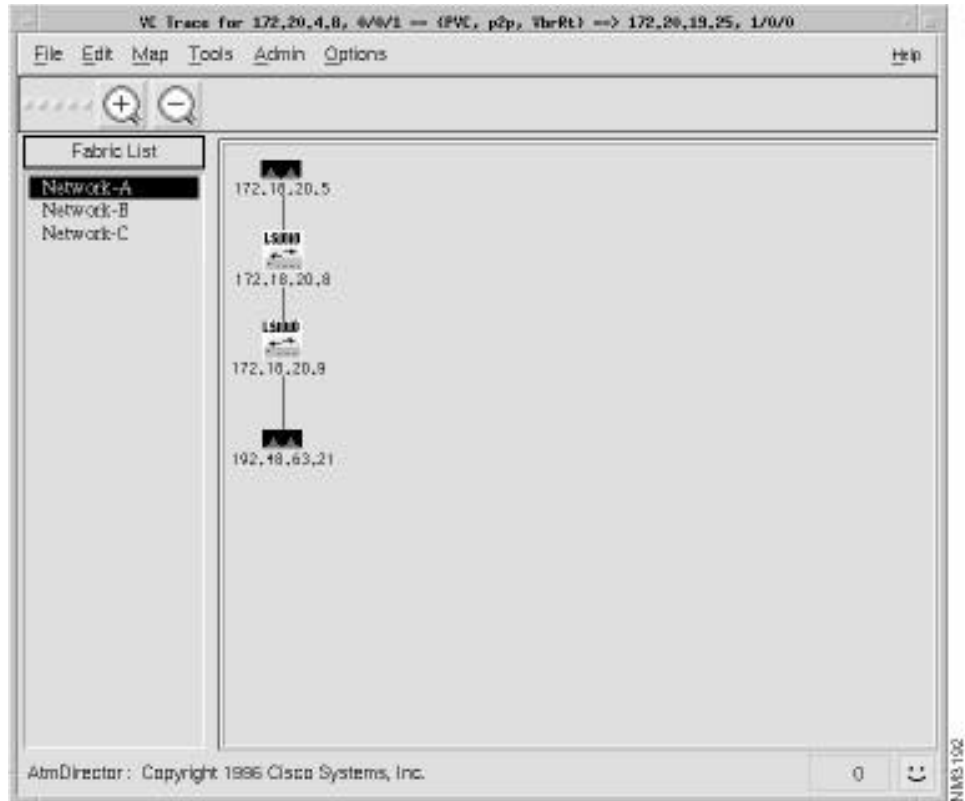 VC Trace for 172.20.4.8, 0/0/1 -- (PVC, p2p, VbrRt) --> 172.20.19.25, 1/0/0
File Edit Map Tools Admin Options Help
Fabric List
Network-A
Network-B
Network-C
172.18.20.5
172.18.20.8
172.18.20.9
192.48.63.21
AtmDirector: Copyright 1996 Cisco Systems, Inc.
0
NM3192